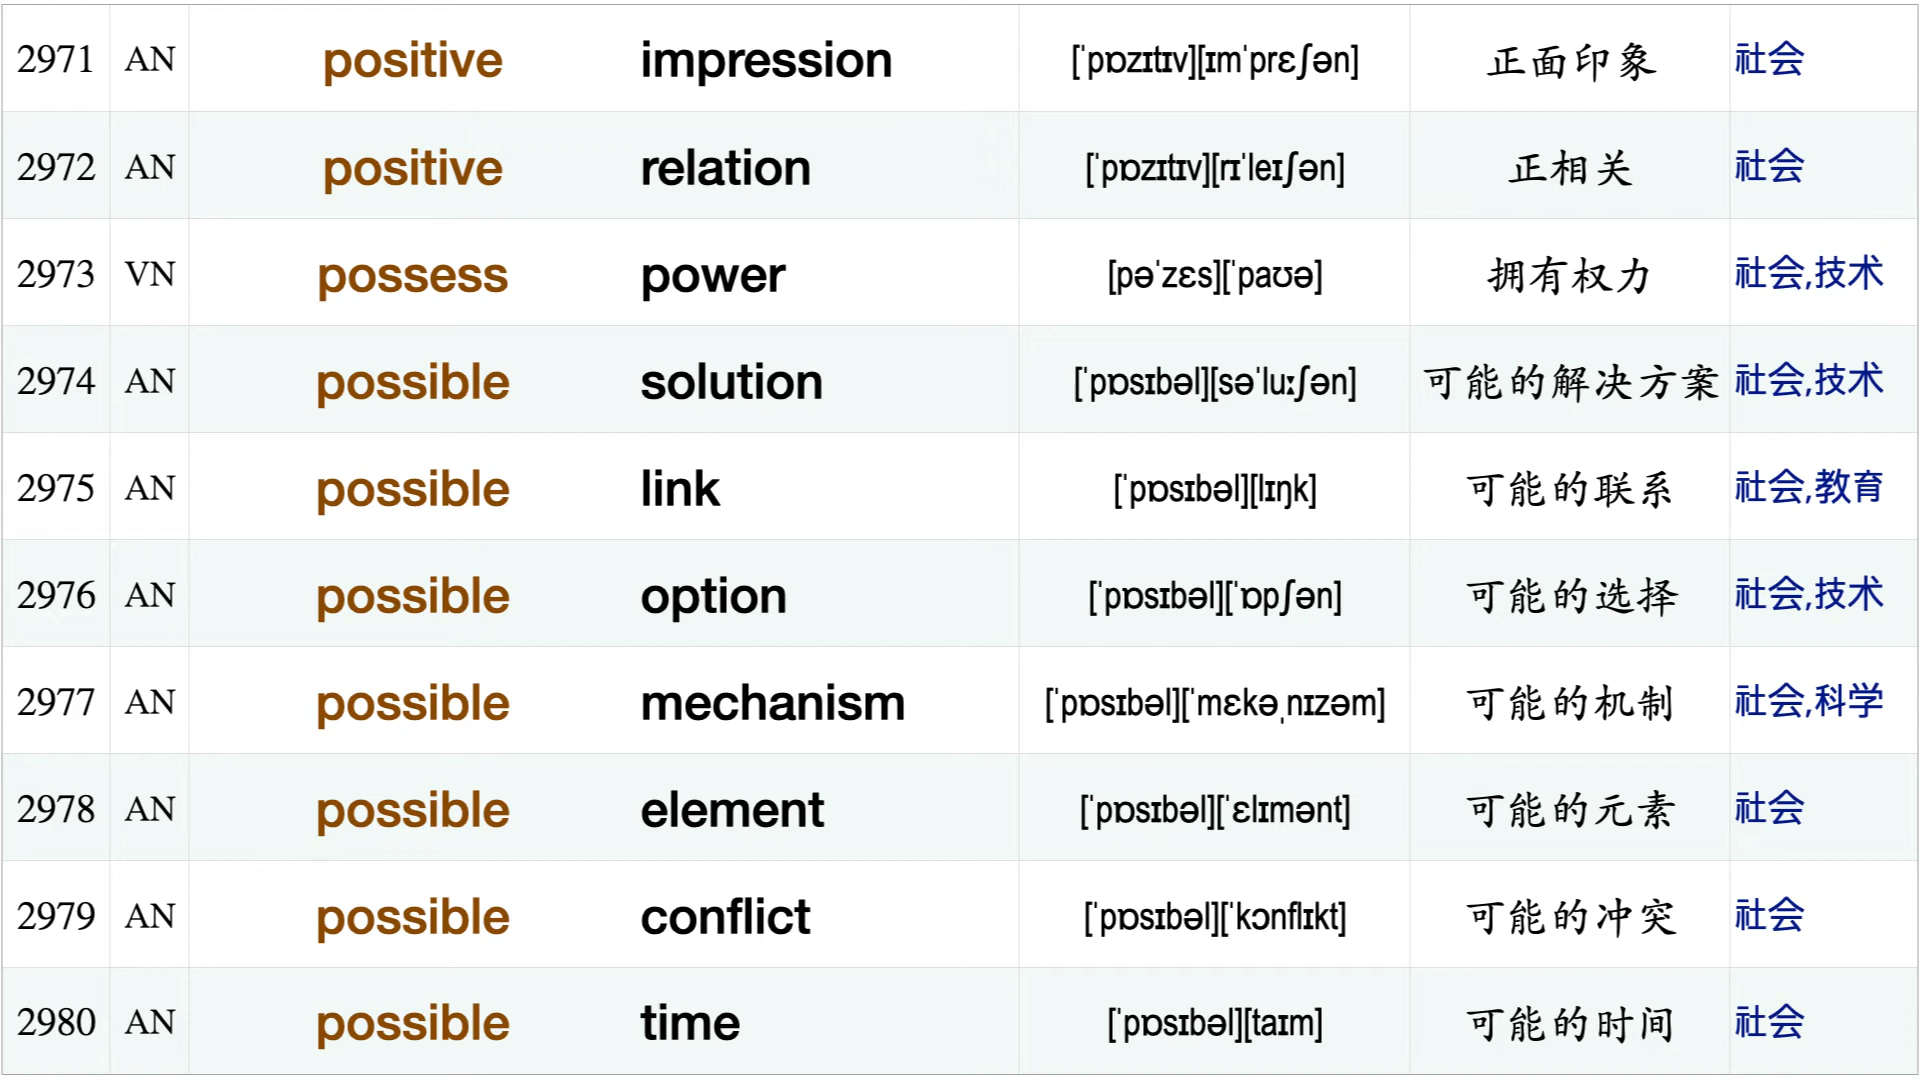 2971 AN positive impression [ˈpɒzɪtɪv][ɪmˈprɛʃən] 正面印象 社会
2972 AN positive relation [ˈpɒzɪtɪv][rɪˈleɪʃən] 正相关 社会
2973 VN possess power [pəˈzɛs][ˈpaʊə] 拥有权力 社会,技术
2974 AN possible solution [ˈpɒsɪbəl][səˈluːʃən] 可能的解决方案 社会,技术
2975 AN possible link [ˈpɒsɪbəl][lɪŋk] 可能的联系 社会,教育
2976 AN possible option [ˈpɒsɪbəl][ˈɒpʃən] 可能的选择 社会,技术
2977 AN possible mechanism [ˈpɒsɪbəl][ˈmɛkəˌnɪzəm] 可能的机制 社会,科学
2978 AN possible element [ˈpɒsɪbəl][ˈɛlɪmənt] 可能的元素 社会
2979 AN possible conflict [ˈpɒsɪbəl][ˈkɔnflɪkt] 可能的冲突 社会
2980 AN possible time [ˈpɒsɪbəl][taɪm] 可能的时间 社会